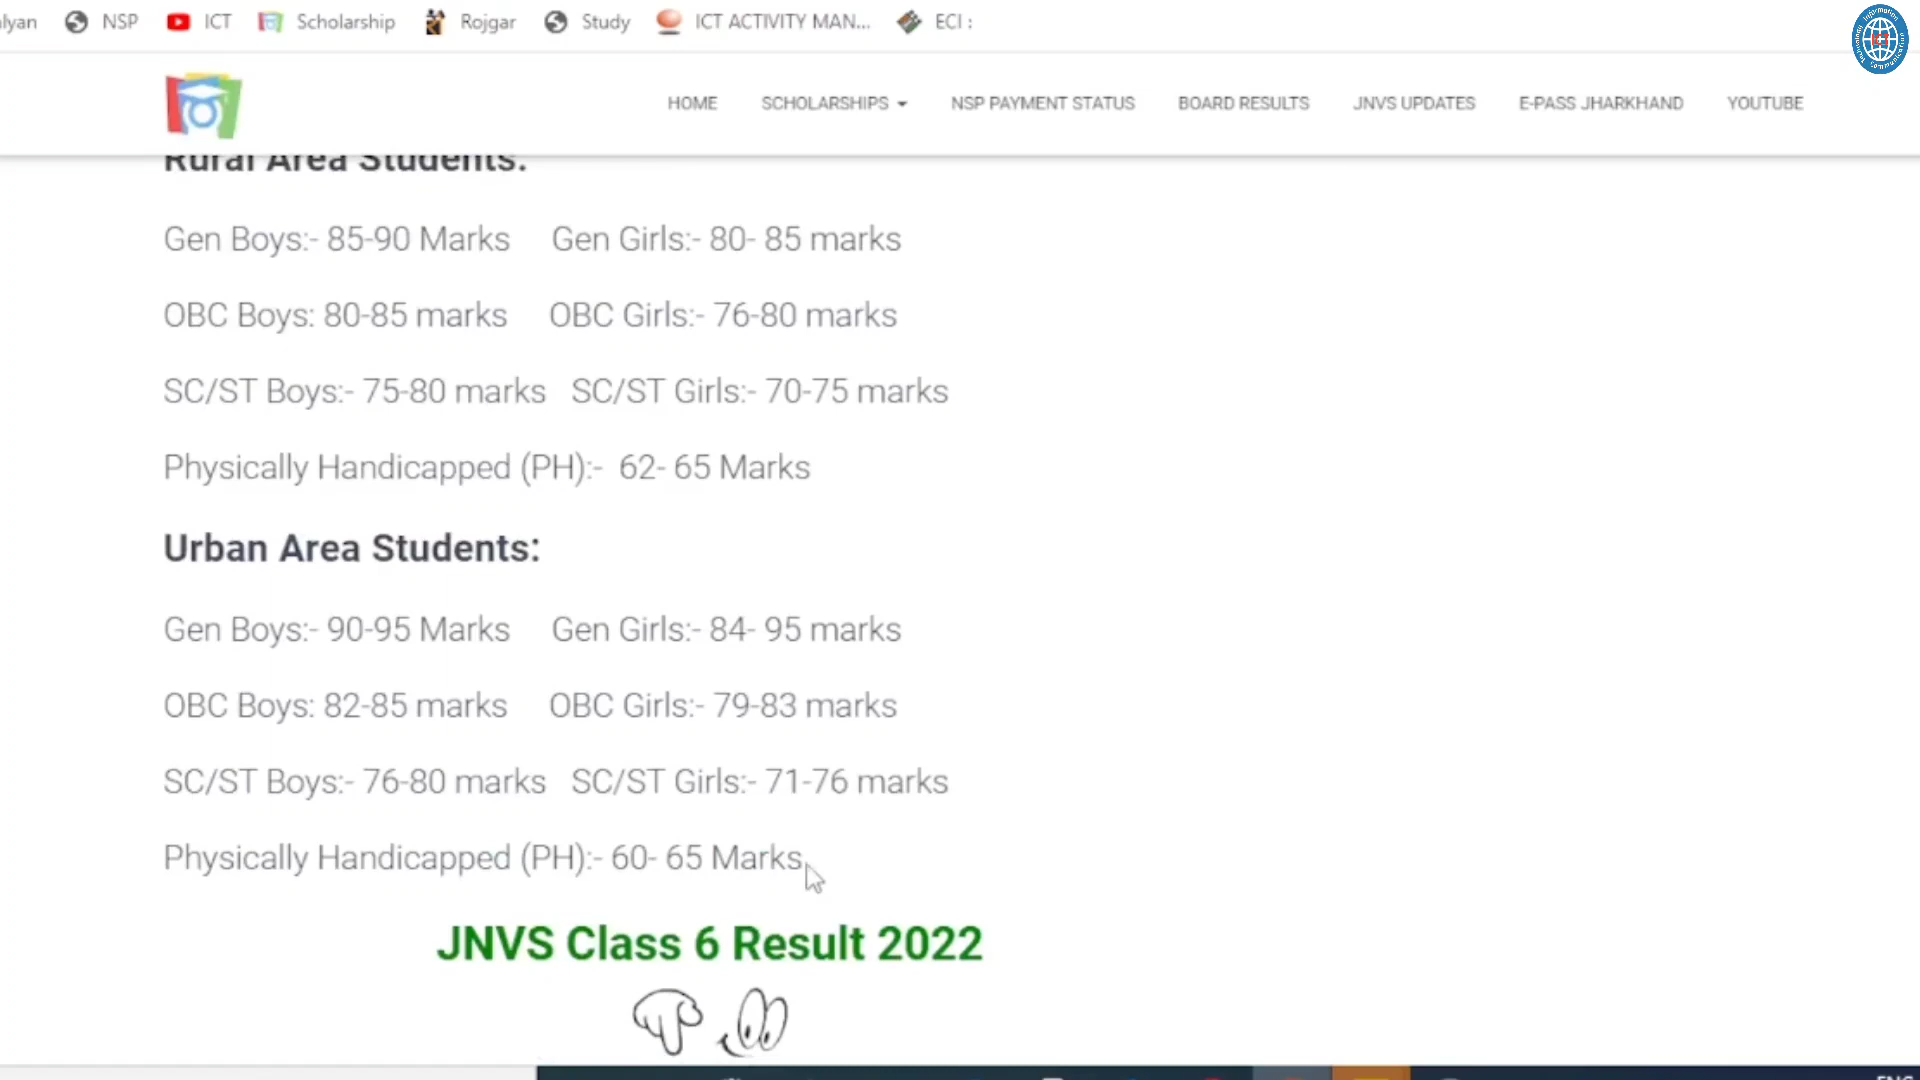 lyan NSP ICT Scholarship Rojgar Study ICT ACTIVITY MAN... ECI :
HOME SCHOLARSHIPS NSP PAYMENT STATUS BOARD RESULTS JNVS UPDATES E-PASS JHARKHAND YOUTUBE
Rural Area Students:
Gen Boys:- 85-90 Marks Gen Girls:- 80- 85 marks
OBC Boys: 80-85 marks OBC Girls:- 76-80 marks
SC/ST Boys:- 75-80 marks SC/ST Girls:- 70-75 marks
Physically Handicapped (PH):- 62- 65 Marks
Urban Area Students:
Gen Boys:- 90-95 Marks Gen Girls:- 84- 95 marks
OBC Boys: 82-85 marks OBC Girls:- 79-83 marks
SC/ST Boys:- 76-80 marks SC/ST Girls:- 71-76 marks
Physically Handicapped (PH):- 60- 65 Marks
JNVS Class 6 Result 2022